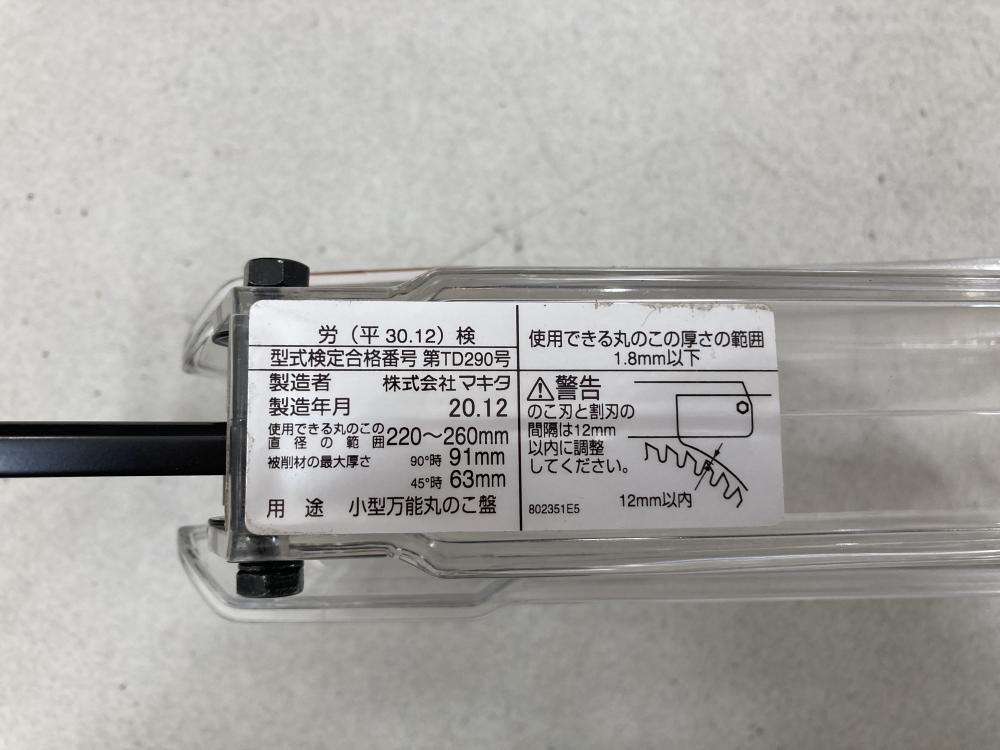 労（平 30.12）検
型式検定合格番号 第TD290号
製造者 株式会社マキタ
製造年月 20.12
使用できる丸のこの直径の範囲 220〜260mm
被削材の最大厚さ 90°時 91mm
45°時 63mm
用途 小型万能丸のこ盤
使用できる丸のこの厚さの範囲
1.8mm以下
⚠警告
のこ刃と割刃の
間隔は12mm
以内に調整
してください。
12mm以内
802351E5